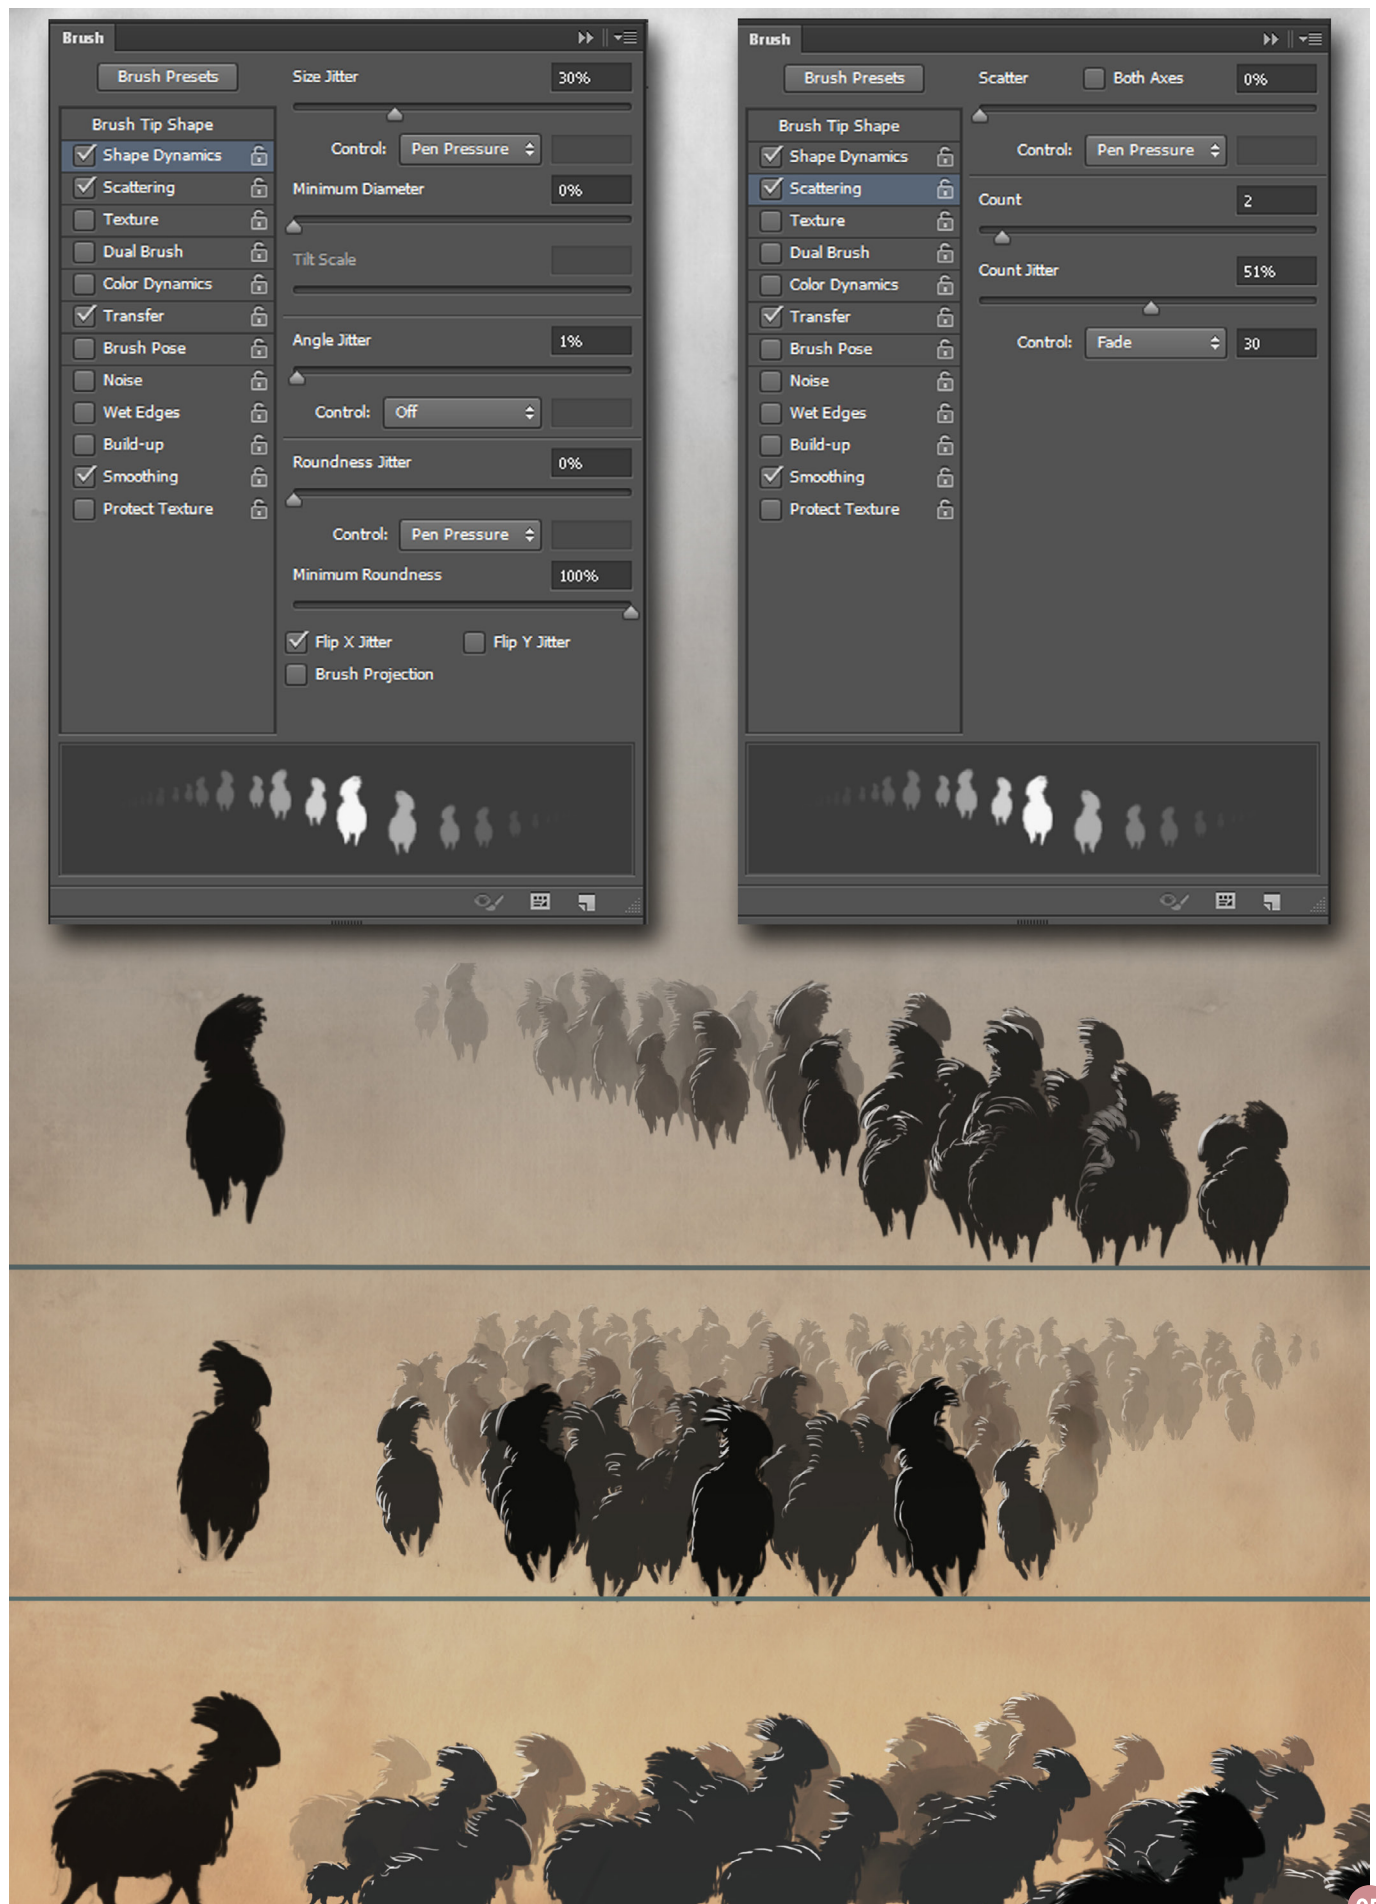 Brush
Brush Presets
Brush Tip Shape
Shape Dynamics
Scattering
Texture
Dual Brush
Color Dynamics
Transfer
Brush Pose
Noise
Wet Edges
Build-up
Smoothing
Protect Texture
Size Jitter 30%
Control: Pen Pressure
Minimum Diameter 0%
Tilt Scale
Angle Jitter 1%
Control: Off
Roundness Jitter 0%
Control: Pen Pressure
Minimum Roundness 100%
Flip X Jitter Flip Y Jitter
Brush Projection
Brush
Brush Presets
Brush Tip Shape
Shape Dynamics
Scattering
Texture
Dual Brush
Color Dynamics
Transfer
Brush Pose
Noise
Wet Edges
Build-up
Smoothing
Protect Texture
Scatter Both Axes 0%
Control: Pen Pressure
Count 2
Count Jitter 51%
Control: Fade 30